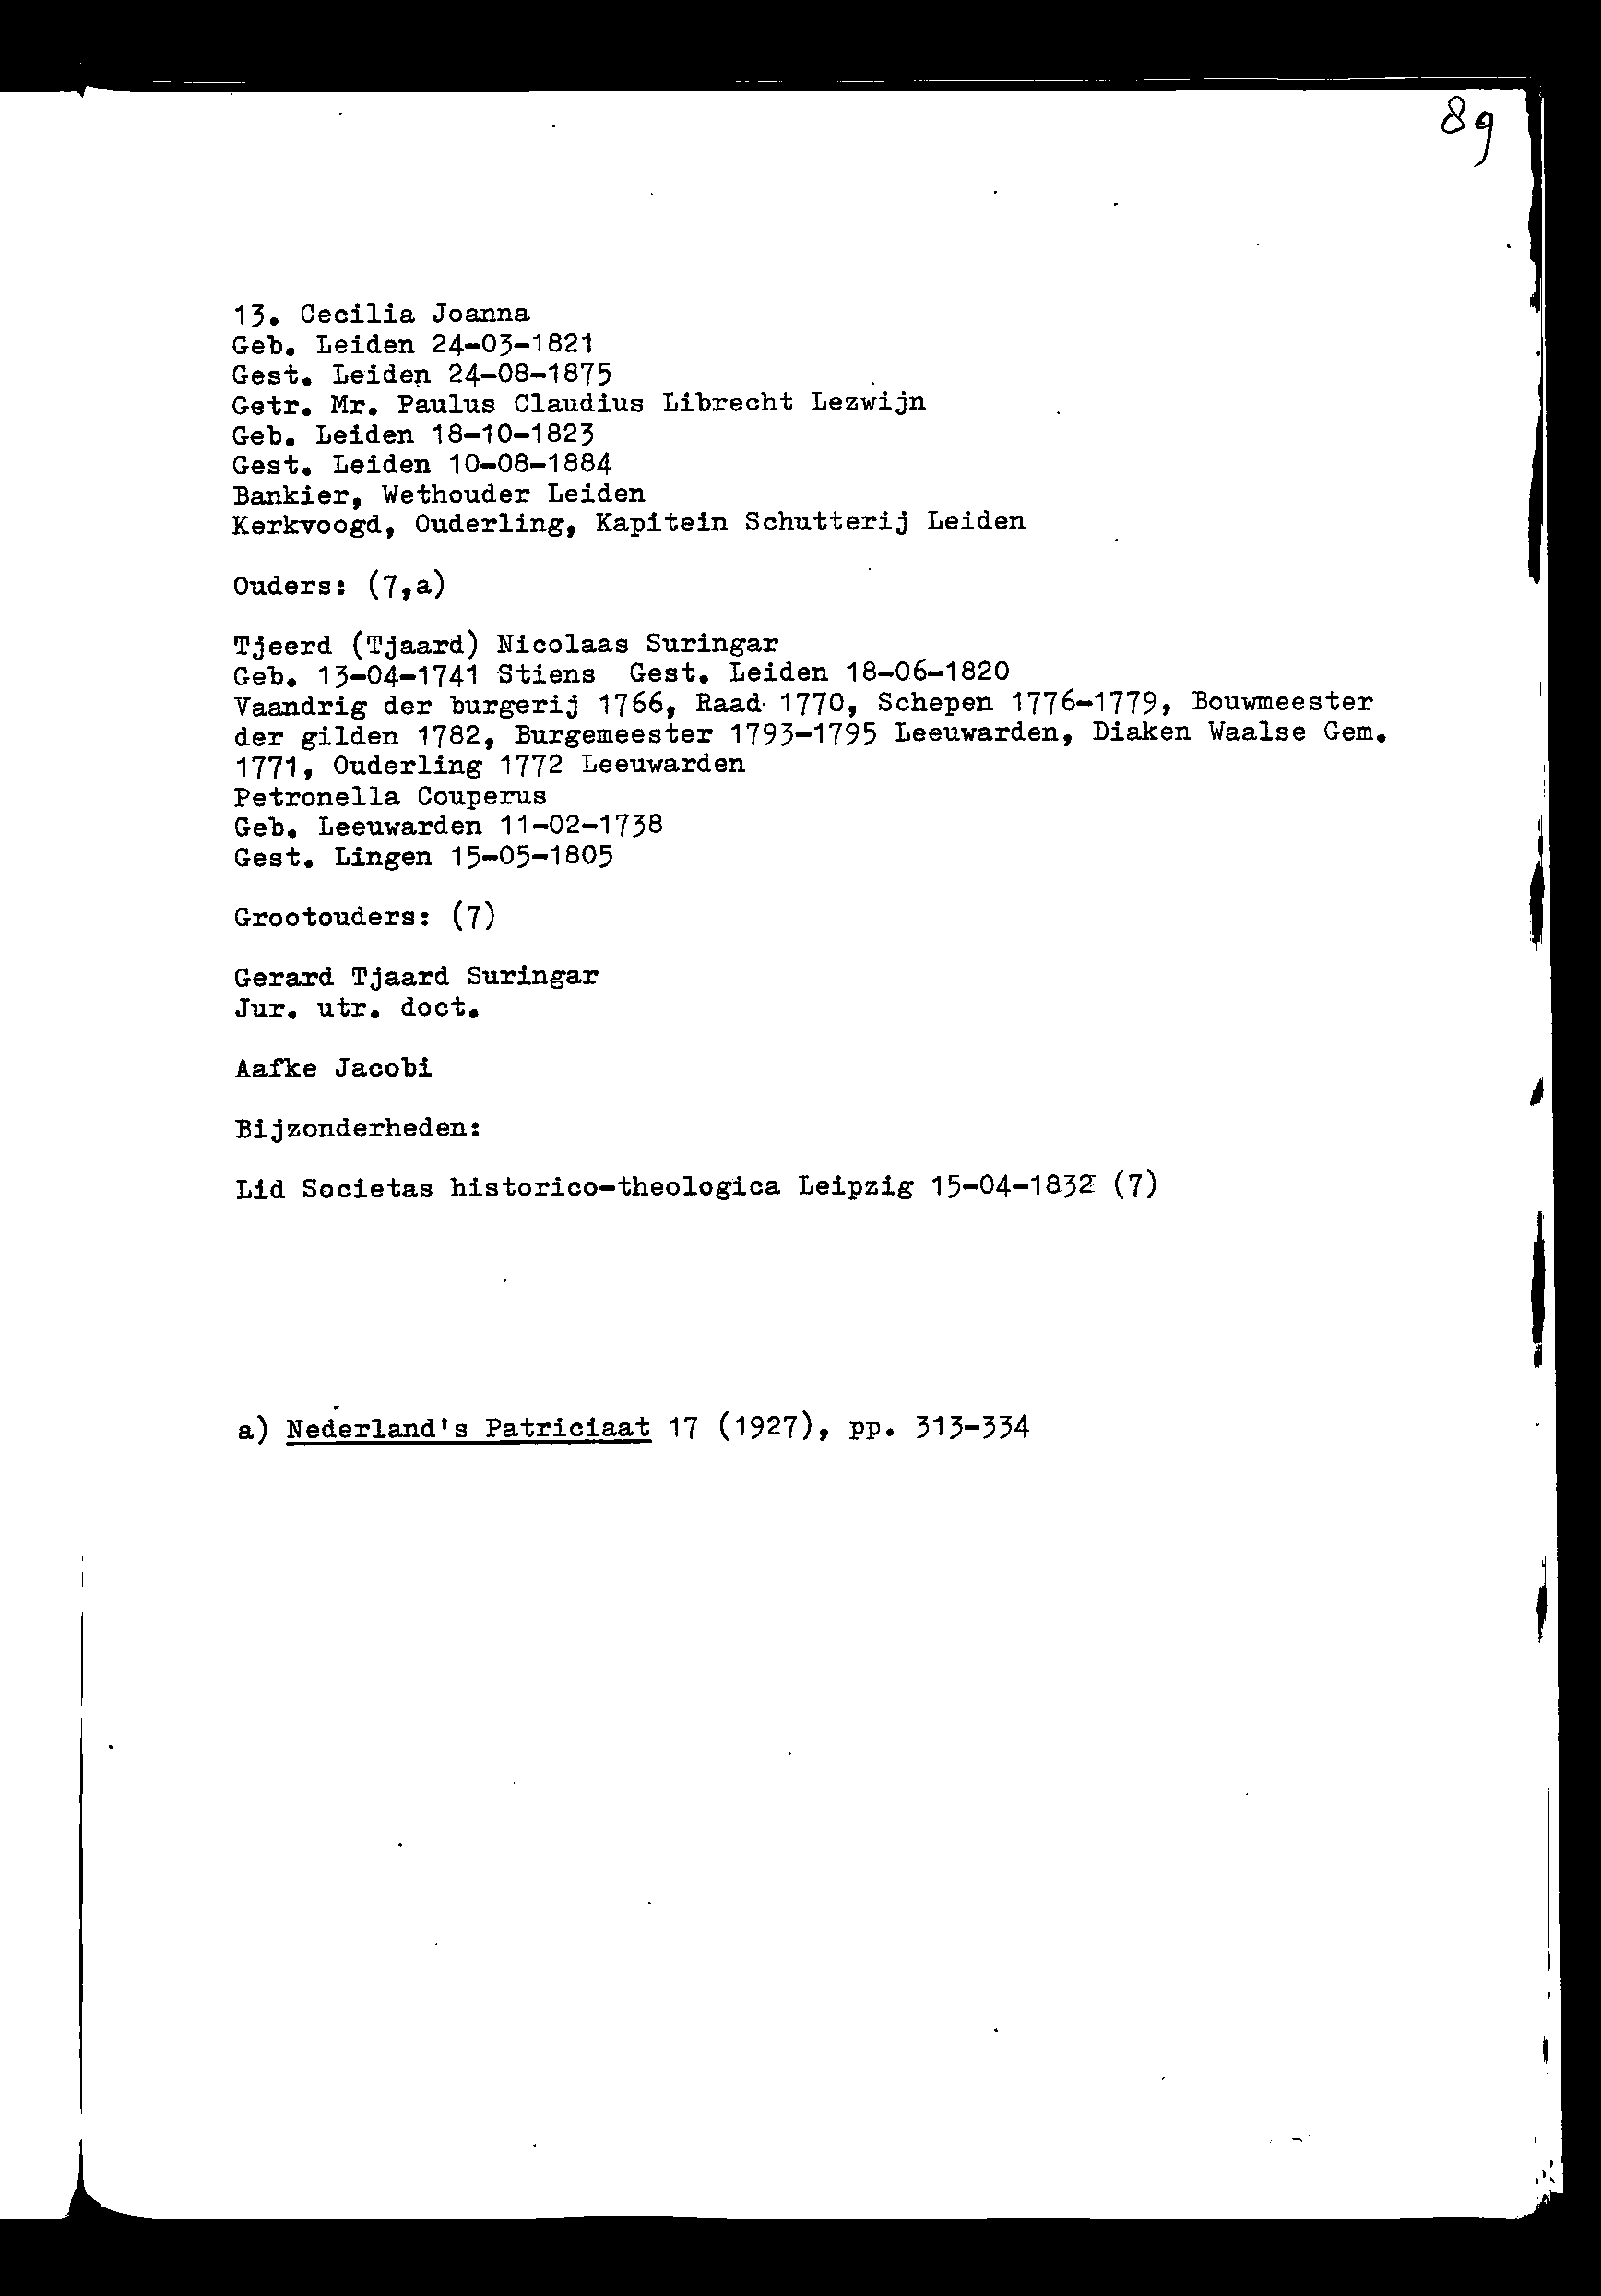 89
13. Cecilia Joanna
Geb. Leiden 24-03-1821
Gest. Leiden 24-08-1875
Getr. Mr. Paulus Claudius Librecht Lezwijn
Geb. Leiden 18-10-1823
Gest. Leiden 10-08-1884
Bankier, Wethouder Leiden
Kerkvoogd, Ouderling, Kapitein Schutterij Leiden
Ouders: (7,a)
Tjeerd (Tjaard) Nicolaas Suringar
Geb. 13-04-1741 Stiens Gest. Leiden 18-06-1820
Vaandrig der burgerij 1766, Raad 1770, Schepen 1776-1779, Bouwmeester
der gilden 1782, Burgemeester 1793-1795 Leeuwarden, Diaken Waalse Gem.
1771, Ouderling 1772 Leeuwarden
Petronella Couperus
Geb. Leeuwarden 11-02-1738
Gest. Lingen 15-05-1805
Grootouders: (7)
Gerard Tjaard Suringar
Jur. utr. doct.
Aafke Jacobi
Bijzonderheden:
Lid Societas historico-theologica Leipzig 15-04-1832 (7)
a) Nederland's Patriciaat 17 (1927), pp. 313-334